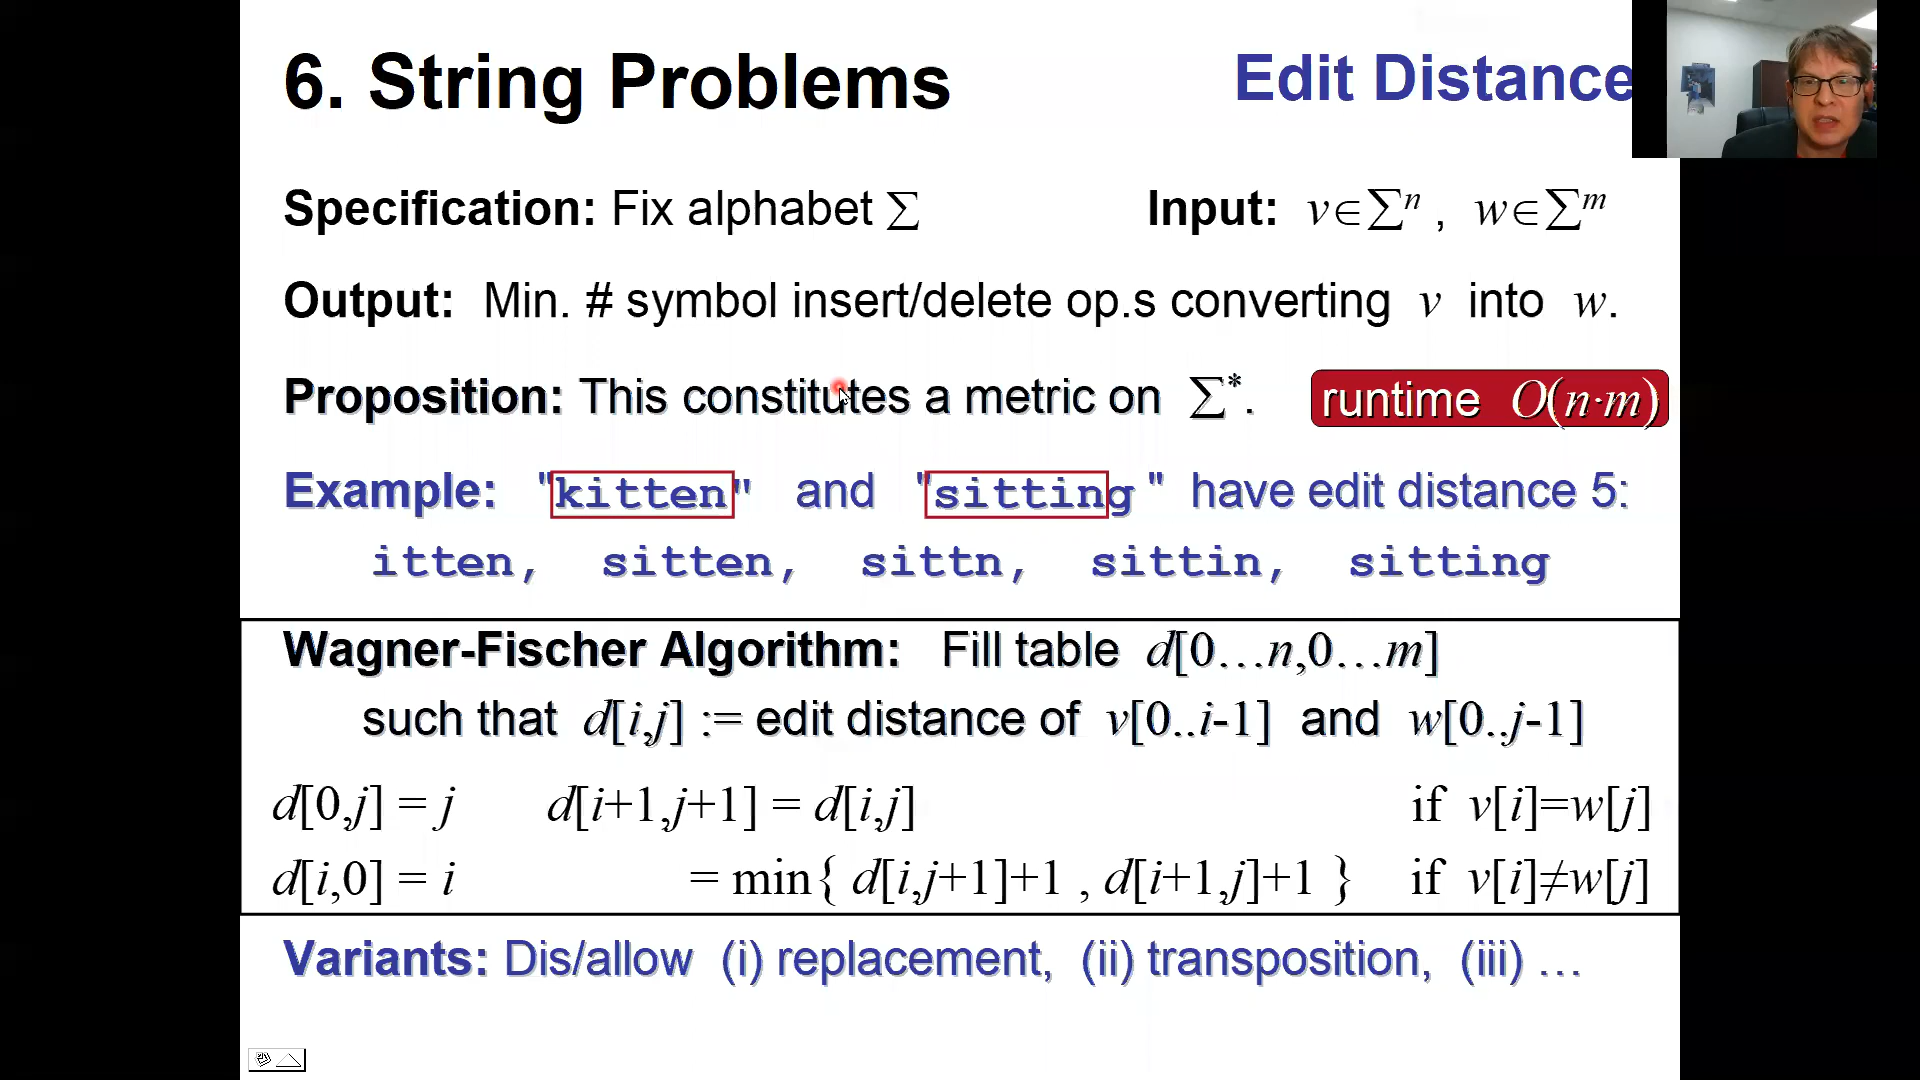 6. String Problems
Edit Distance
Specification: Fix alphabet ∑ Input: v∈∑ⁿ , w∈∑ᵐ
Output: Min. # symbol insert/delete op.s converting v into w.
Proposition: This constitutes a metric on ∑*. runtime O(n·m)
Example: "kitten" and "sitting" have edit distance 5:
itten, sitten, sittn, sittin, sitting
Wagner-Fischer Algorithm: Fill table d[0…n,0…m]
such that d[i,j] := edit distance of v[0..i-1] and w[0..j-1]
d[0,j] = j d[i+1,j+1] = d[i,j] if v[i]=w[j]
d[i,0] = i = min{ d[i,j+1]+1 , d[i+1,j]+1 } if v[i]≠w[j]
Variants: Dis/allow (i) replacement, (ii) transposition, (iii) …